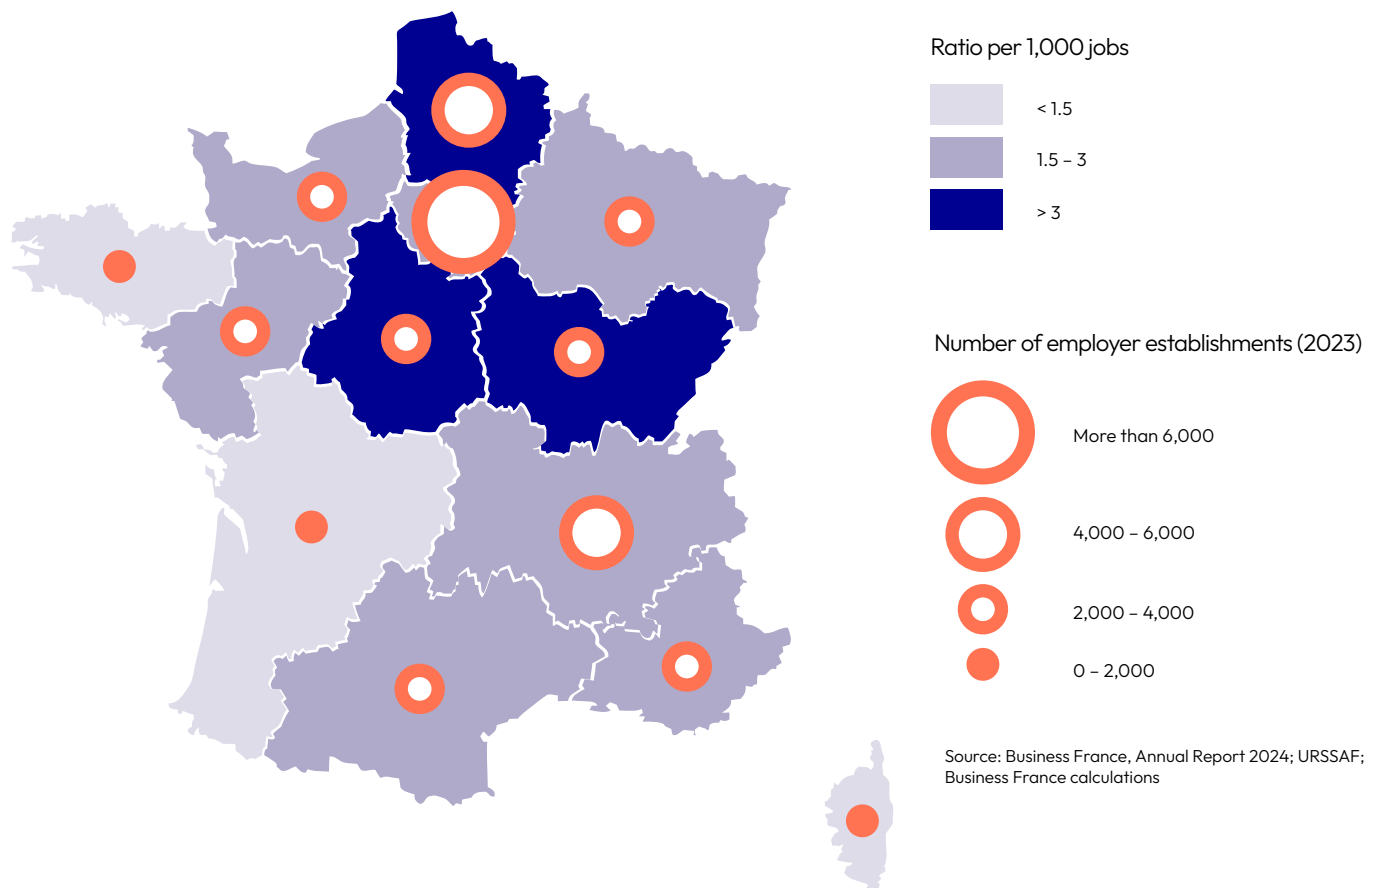 Ratio per 1,000 jobs
< 1.5
1.5 – 3
> 3
Number of employer establishments (2023)
More than 6,000
4,000 – 6,000
2,000 – 4,000
0 – 2,000
Source: Business France, Annual Report 2024; URSSAF;
Business France calculations